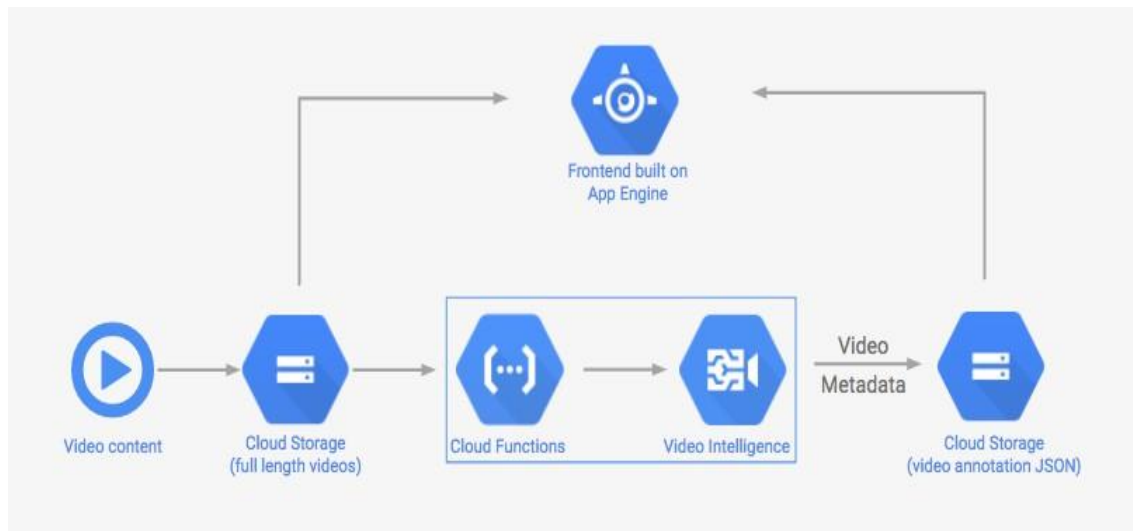 Frontend built on
App Engine
Video
Metadata
Video content
Cloud Storage
(full length videos)
Cloud Functions
Video Intelligence
Cloud Storage
(video annotation JSON)